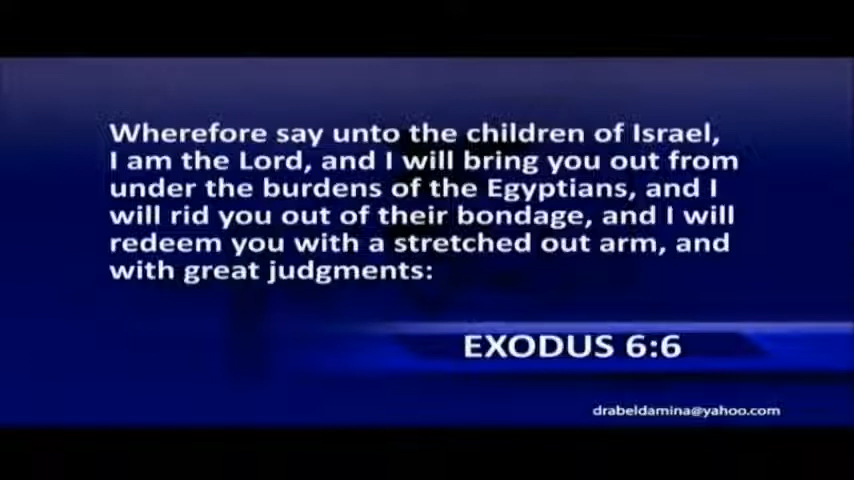 Wherefore say unto the children of Israel,
I am the Lord, and I will bring you out from
under the burdens of the Egyptians, and I
will rid you out of their bondage, and I will
redeem you with a stretched out arm, and
with great judgments:
EXODUS 6:6
drabeldamina@yahoo.com